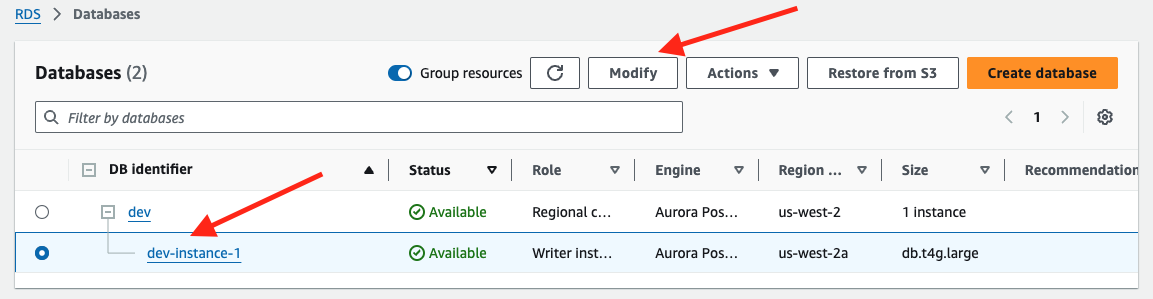 RDS > Databases
Databases (2) Group resources Modify Actions Restore from S3 Create database
Filter by databases 1
DB identifier Status Role Engine Region ... Size Recommendation
dev Available Regional c... Aurora Pos... us-west-2 1 instance
dev-instance-1 Available Writer inst... Aurora Pos... us-west-2a db.t4g.large